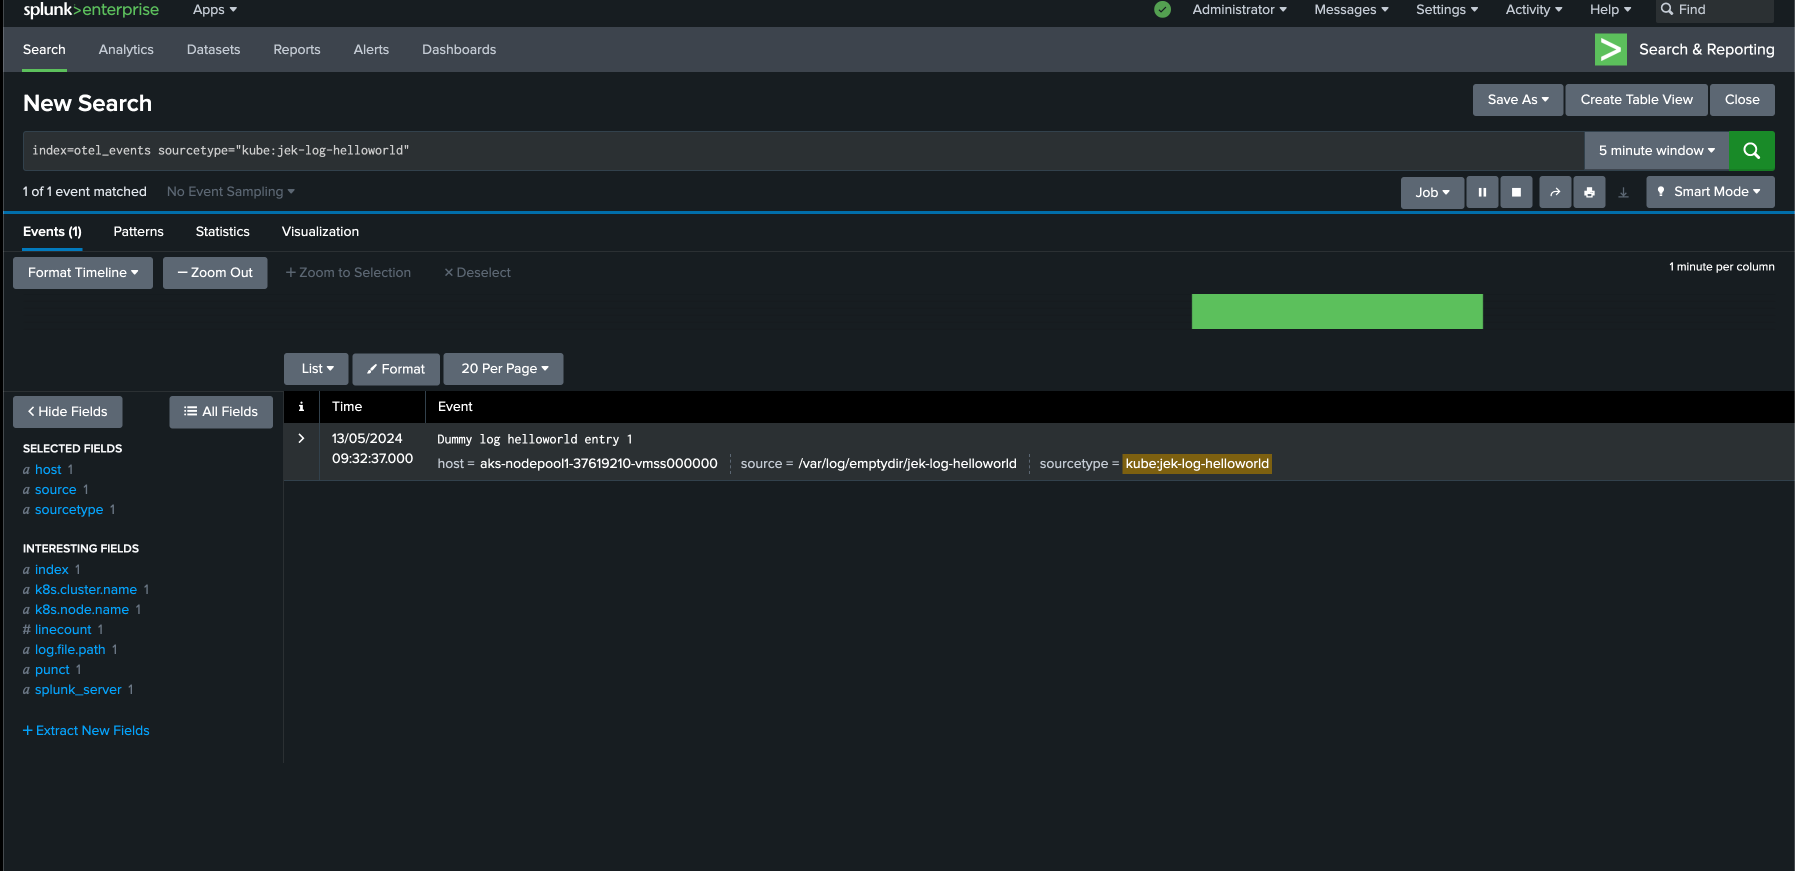 splunk>enterprise Apps Administrator Messages Settings Activity Help Find
Search Analytics Datasets Reports Alerts Dashboards Search & Reporting
New Search Save As Create Table View Close
index=otel_events sourcetype="kube:jek-log-helloworld" 5 minute window
1 of 1 event matched No Event Sampling Job Smart Mode
Events (1) Patterns Statistics Visualization
Format Timeline — Zoom Out + Zoom to Selection × Deselect 1 minute per column
List Format 20 Per Page
< Hide Fields All Fields i Time Event
SELECTED FIELDS
a host 1
a source 1
a sourcetype 1
INTERESTING FIELDS
a index 1
a k8s.cluster.name 1
a k8s.node.name 1
# linecount 1
a log.file.path 1
a punct 1
a splunk_server 1
+ Extract New Fields
> 13/05/2024 Dummy log helloworld entry 1
09:32:37.000 host = aks-nodepool1-37619210-vmss000000 source = /var/log/emptydir/jek-log-helloworld sourcetype = kube:jek-log-helloworld